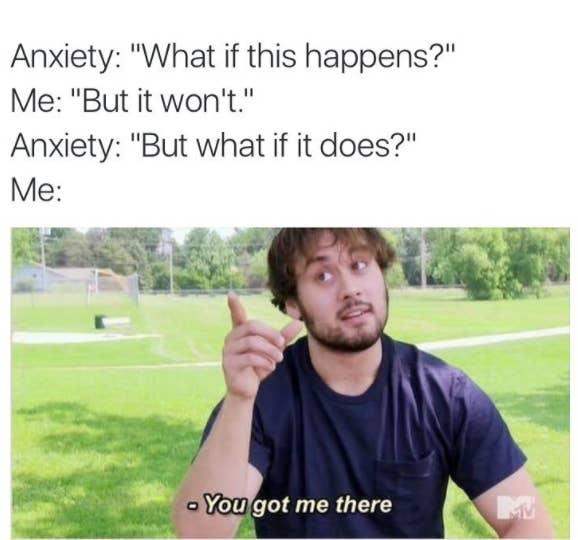 Anxiety: "What if this happens?"
Me: "But it won't."
Anxiety: "But what if it does?"
Me:
- You got me there
MTV